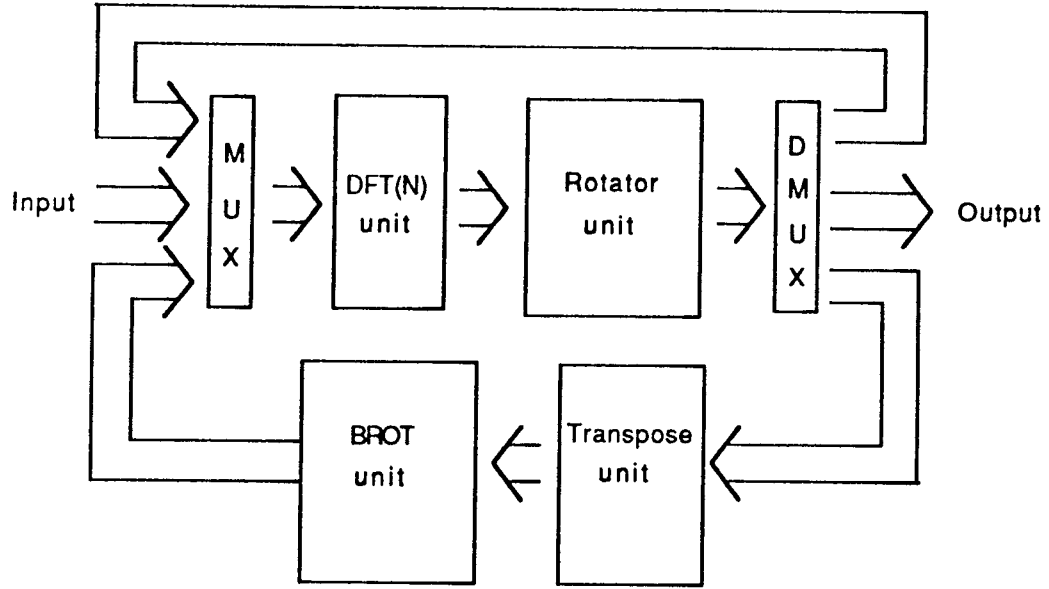 Input
M
U
X
DFT(N)
unit
Rotator
unit
D
M
U
X
Output
BROT
unit
Transpose
unit